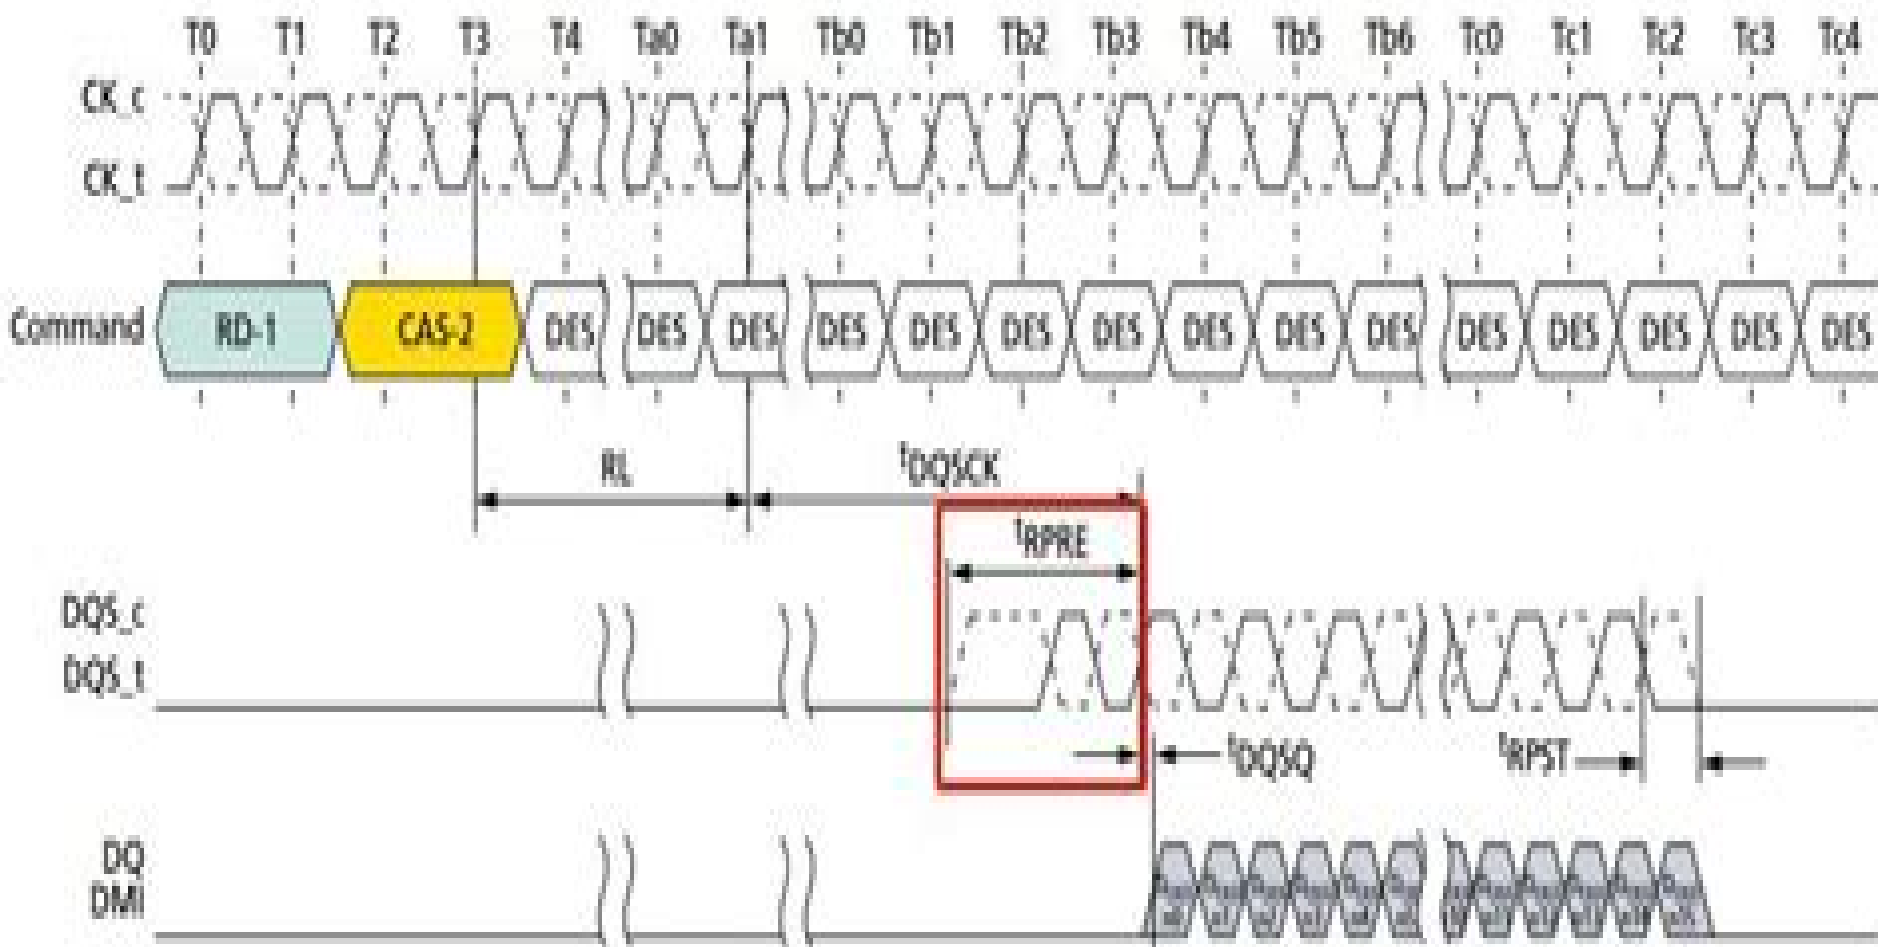 T0 T1 T2 T3 T4 Ta0 Ta1 Tb0 Tb1 Tb2 Tb3 Tb4 Tb5 Tb6 Tc0 Tc1 Tc2 Tc3 Tc4
CK_c
CK_t
Command RD-1 CAS-2 DES DES DES DES DES DES DES DES DES DES DES DES DES DES DES
RL tDQSCK
tRPRE
DQS_c
DQS_t
tDQSQ tRPST
DQ
DMI